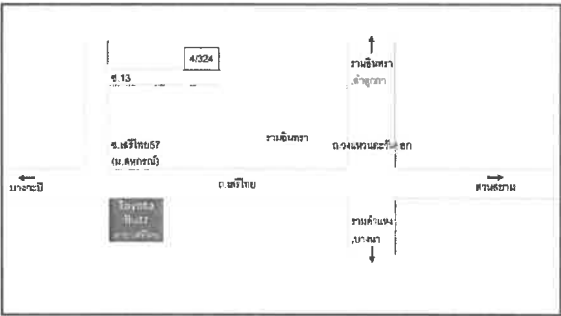 4/324
ซ.13
รามอินทรา
,ลำลูกกา
ซ.เสรีไทย57
(ม.สหกรณ์)
รามอินทรา
ถ.วงแหวนตะวันออก
บางกะปิ
ถ.เสรีไทย
สวนสยาม
Toyota
Buzz
รามคำแหง
,บางนา